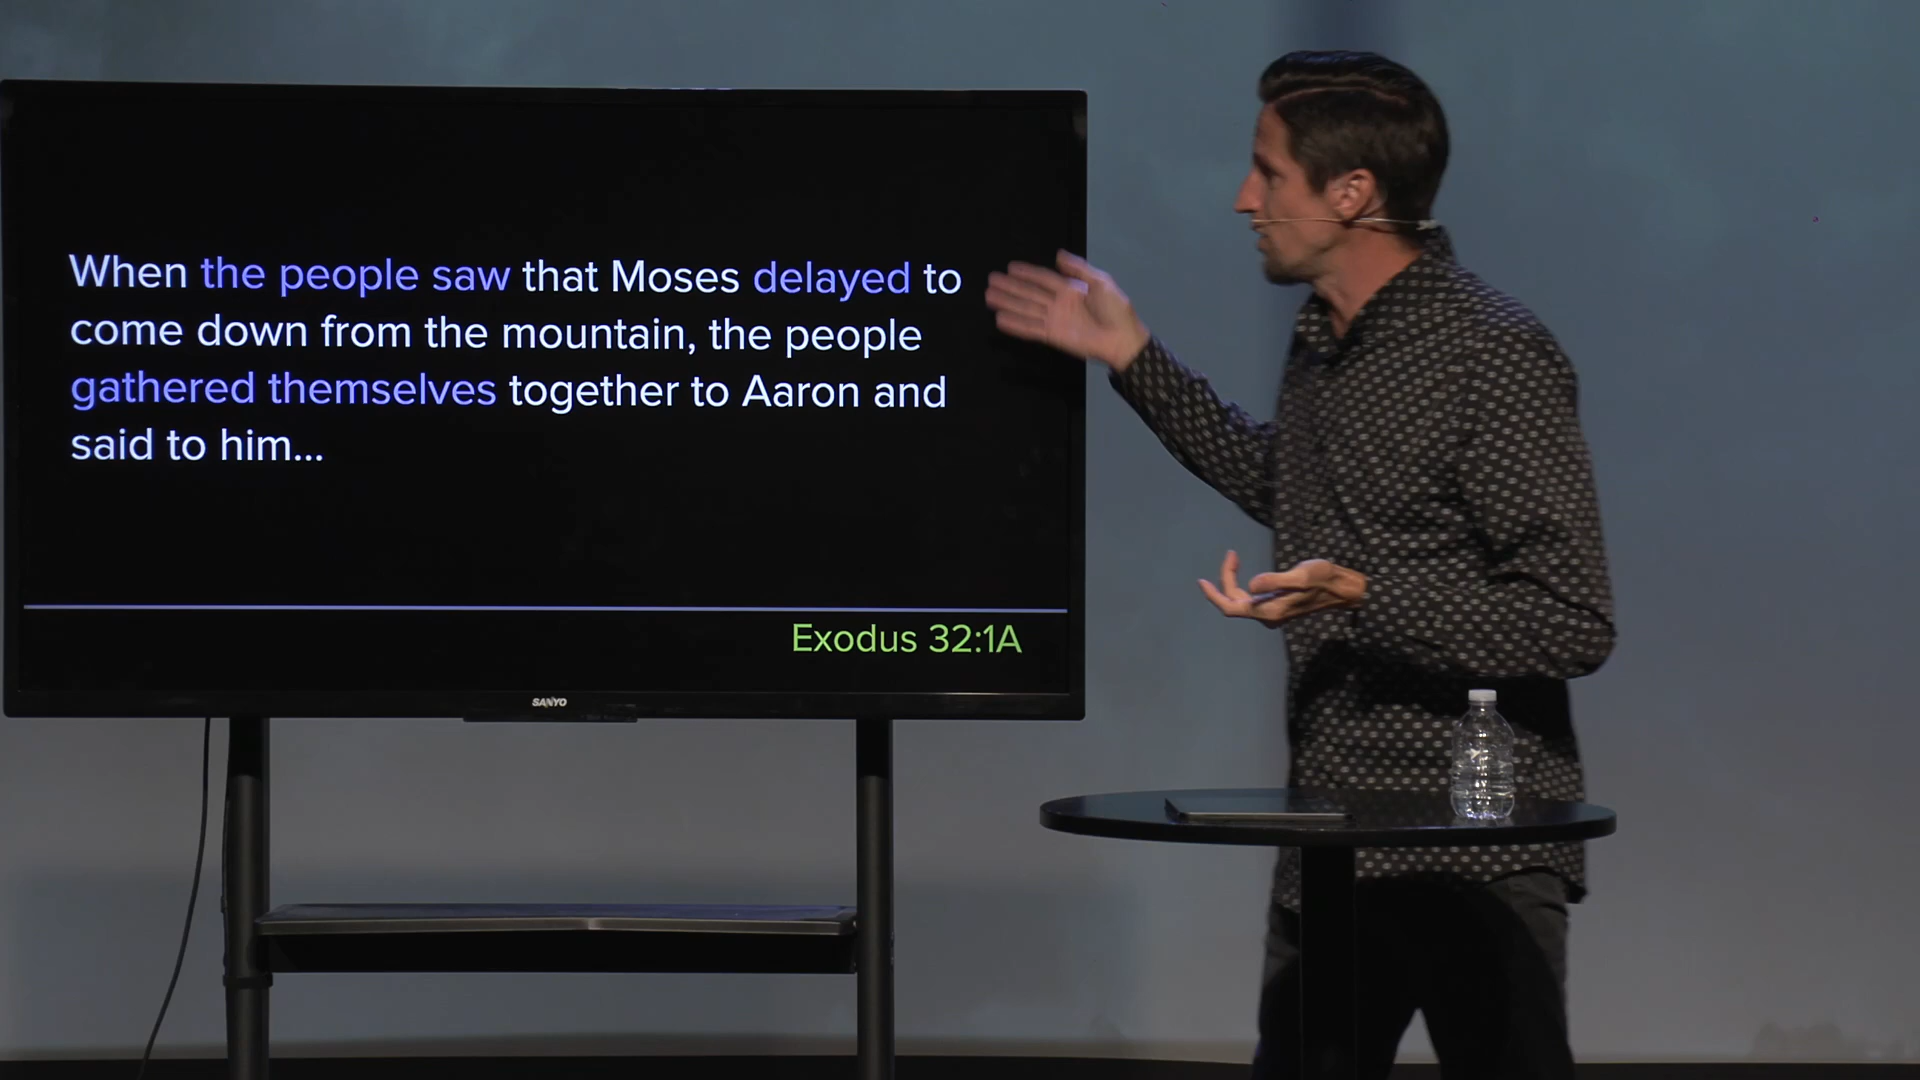 When the people saw that Moses delayed to
come down from the mountain, the people
gathered themselves together to Aaron and
said to him...
Exodus 32:1A
SANYO